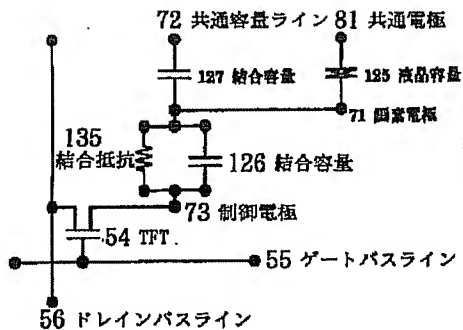 72 共通容量ライン 81 共通電極
127 結合容量 125 液晶容量
71 画素電極
135
結合抵抗
126 結合容量
73 制御電極
54 TFT.
55 ゲートバスライン
56 ドレインバスライン